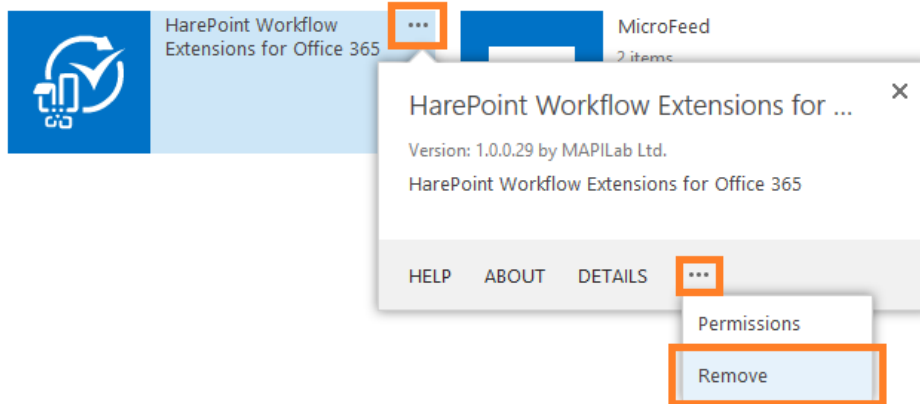 HarePoint Workflow
Extensions for Office 365
MicroFeed
2 items
HarePoint Workflow Extensions for ...
Version: 1.0.0.29 by MAPILab Ltd.
HarePoint Workflow Extensions for Office 365
HELP ABOUT DETAILS
Permissions
Remove